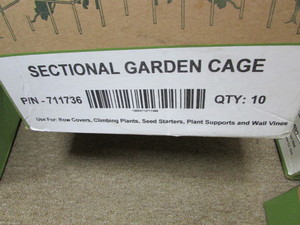 SECTIONAL GARDEN CAGE
P/N - 711736 QTY: 10
Use For: Row Covers, Climbing Plants, Seed Starters, Plant Supports and Wall Vines